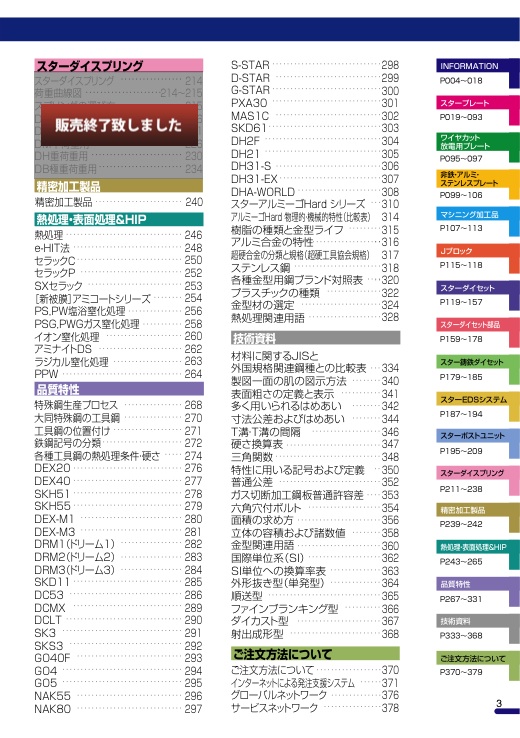 スターダイスプリング
スターダイスプリング 214
荷重曲線図 214～215
販売終了致しました
DH重荷重用 230
DB極重荷重用 234
精密加工製品
精密加工製品 240
熱処理・表面処理&HIP
熱処理 246
e-HIT法 248
セラックC 250
セラックP 252
SXセラック 253
[新被膜]アミコートシリーズ 254
PS,PW塩浴窒化処理 256
PSG,PWGガス窒化処理 258
イオン窒化処理 260
アミナイトDS 262
ラジカル窒化処理 263
PPW 264
品質特性
特殊鋼生産プロセス 268
大同特殊鋼の工具鋼 270
工具鋼の位置付け 271
鉄鋼記号の分類 272
各種工具鋼の熱処理条件・硬さ 274
DEX20 276
DEX40 277
SKH51 278
SKH55 279
DEX-M1 280
DEX-M3 281
DRM1(ドリーム1) 282
DRM2(ドリーム2) 283
DRM3(ドリーム3) 284
SKD11 285
DC53 286
DCMX 289
DCLT 290
SK3 291
SKS3 292
GO40F 293
GO4 294
GO5 295
NAK55 296
NAK80 297
S-STAR 298
D-STAR 299
G-STAR 300
PXA30 301
MAS1C 302
SKD61 303
DH2F 304
DH21 305
DH31-S 306
DH31-EX 307
DHA-WORLD 308
スターアルミーゴHard シリーズ 310
アルミーゴHard 物理的・機械的特性(比較表) 314
樹脂の種類と金型ライフ 315
アルミ合金の特性 316
超硬合金の分類と規格(超硬工具協会規格) 317
ステンレス鋼 318
各種金型用鋼ブランド対照表 320
プラスチックの種類 322
金型材の選定 324
熱処理関連用語 328
技術資料
材料に関するJISと
外国規格関連鋼種との比較表 334
製図一面の肌の図示方法 340
表面粗さの定義と表示 341
多く用いられるはめあい 342
寸法公差およびはめあい 344
T溝・T溝の間隔 346
硬さ換算表 347
三角関数 348
特性に用いる記号および定義 350
普通公差 352
ガス切断加工鋼板普通許容差 353
六角穴付ボルト 354
面積の求め方 356
立体の容積および諸数値 358
金型関連用語 360
国際単位系(SI) 362
SI単位への換算率表 363
外形抜き型(単発型) 364
順送型 365
ファインブランキング型 366
ダイカスト型 367
射出成形型 368
ご注文方法について
ご注文方法について 370
インターネットによる発注支援システム 371
グローバルネットワーク 376
サービスネットワーク 378
INFORMATION
P004～018
スタープレート
P019～093
ワイヤカット
放電用プレート
P095～097
非鉄・アルミ・
ステンレスプレート
P099～106
マシニング加工品
P107～113
Jブロック
P115～118
スターダイセット
P119～157
スターダイセット部品
P159～178
スター鋳鉄ダイセット
P179～185
スターEDSシステム
P187～194
スターポストユニット
P195～209
スターダイスプリング
P211～238
精密加工製品
P239～242
熱処理・表面処理&HIP
P243～265
品質特性
P267～331
技術資料
P333～368
ご注文方法について
P370～379
3